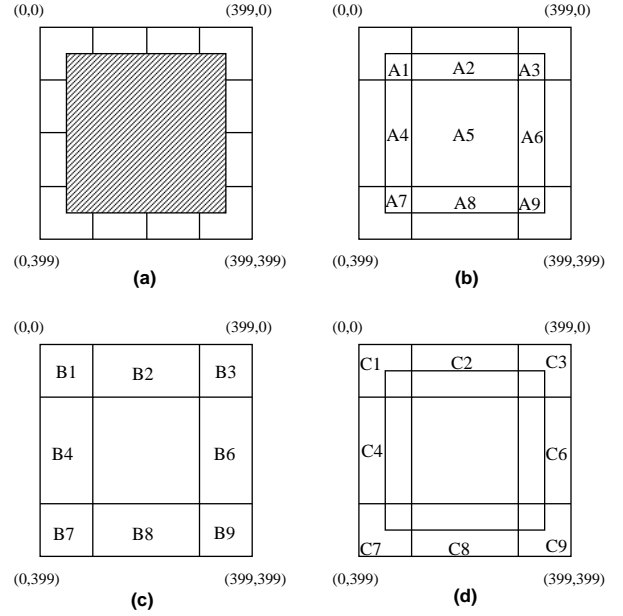 (0,0) (399,0) (0,0) (399,0)
A1 A2 A3
A4 A5 A6
A7 A8 A9
(0,399) (399,399) (0,399) (399,399)
(a) (b)
(0,0) (399,0) (0,0) (399,0)
B1 B2 B3 C1 C2 C3
B4 B6 C4 C6
B7 B8 B9 C7 C8 C9
(0,399) (399,399) (0,399) (399,399)
(c) (d)